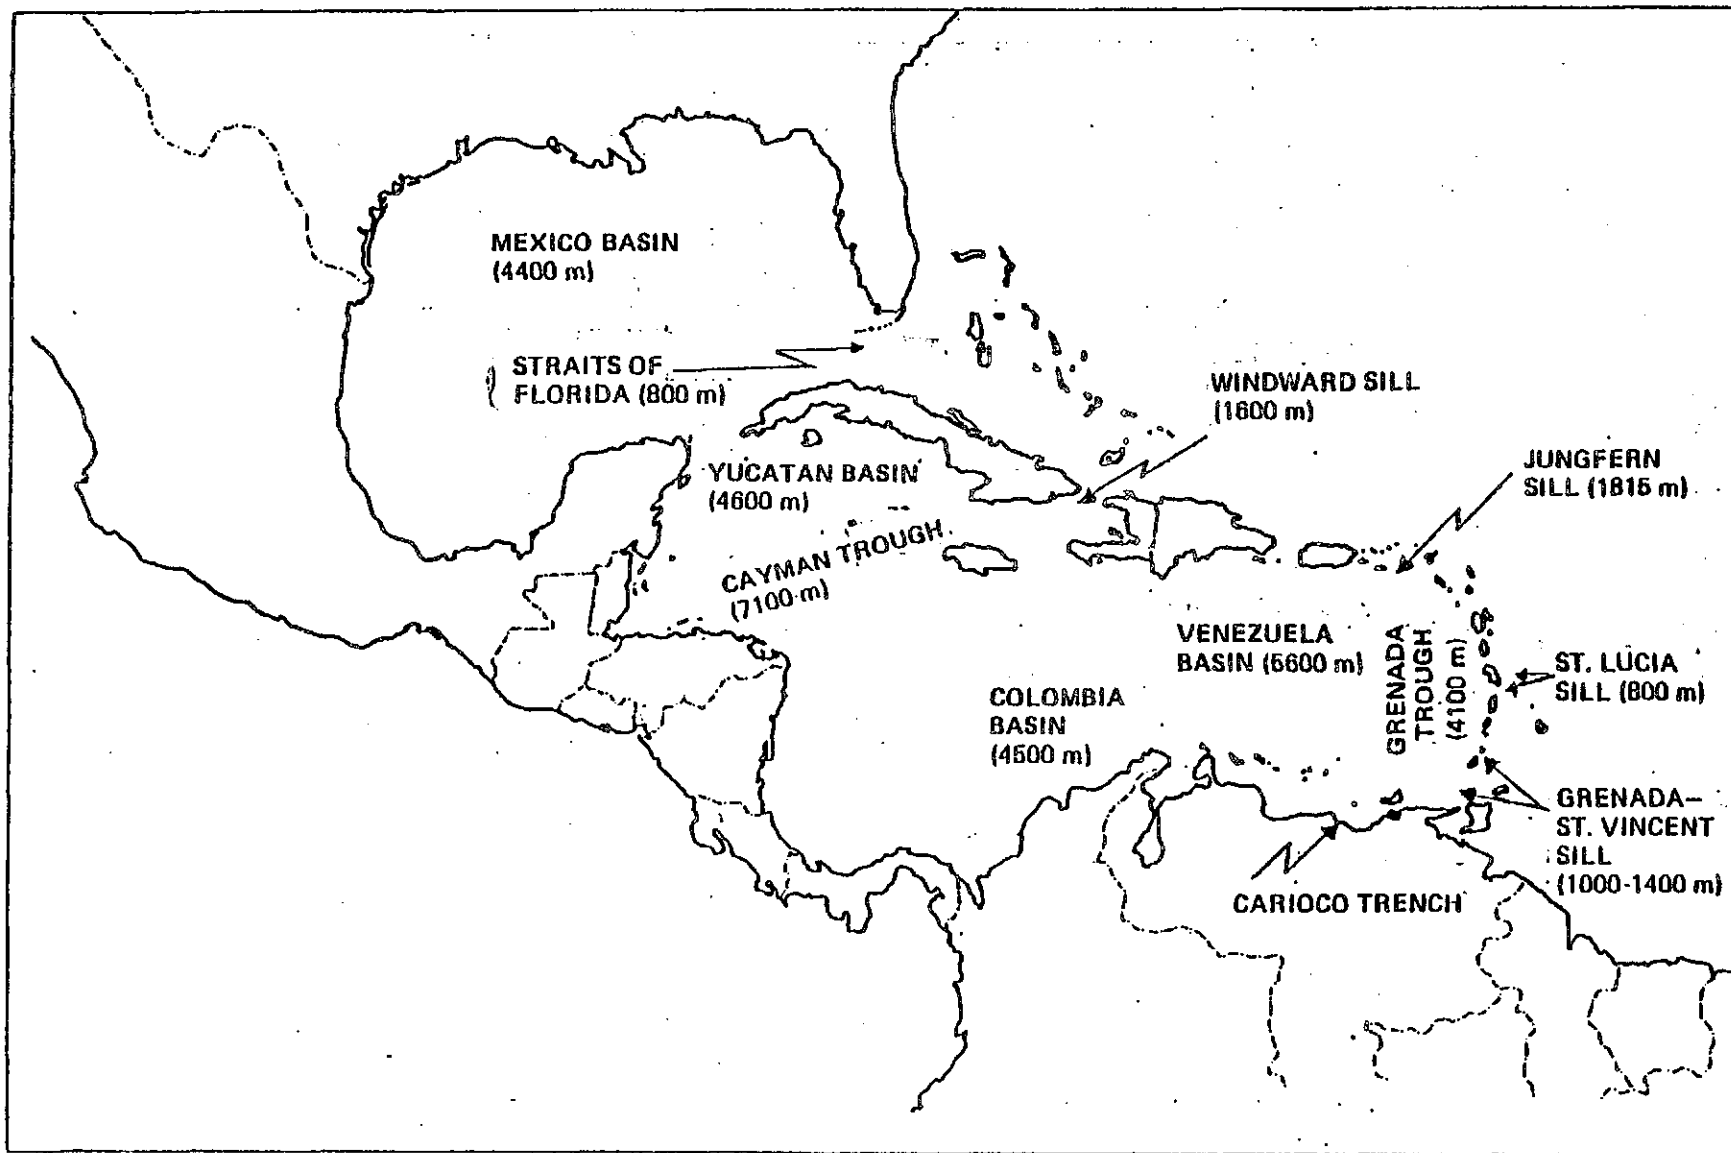 MEXICO BASIN
(4400 m)
STRAITS OF
FLORIDA (800 m)
WINDWARD SILL
(1600 m)
JUNGFERN
SILL (1815 m)
YUCATAN BASIN
(4600 m)
CAYMAN TROUGH
(7100 m)
VENEZUELA
BASIN (5600 m)
GRENADA
TROUGH
(4100 m)
ST. LUCIA
SILL (800 m)
COLOMBIA
BASIN
(4500 m)
GRENADA–
ST. VINCENT
SILL
(1000-1400 m)
CARIOCO TRENCH